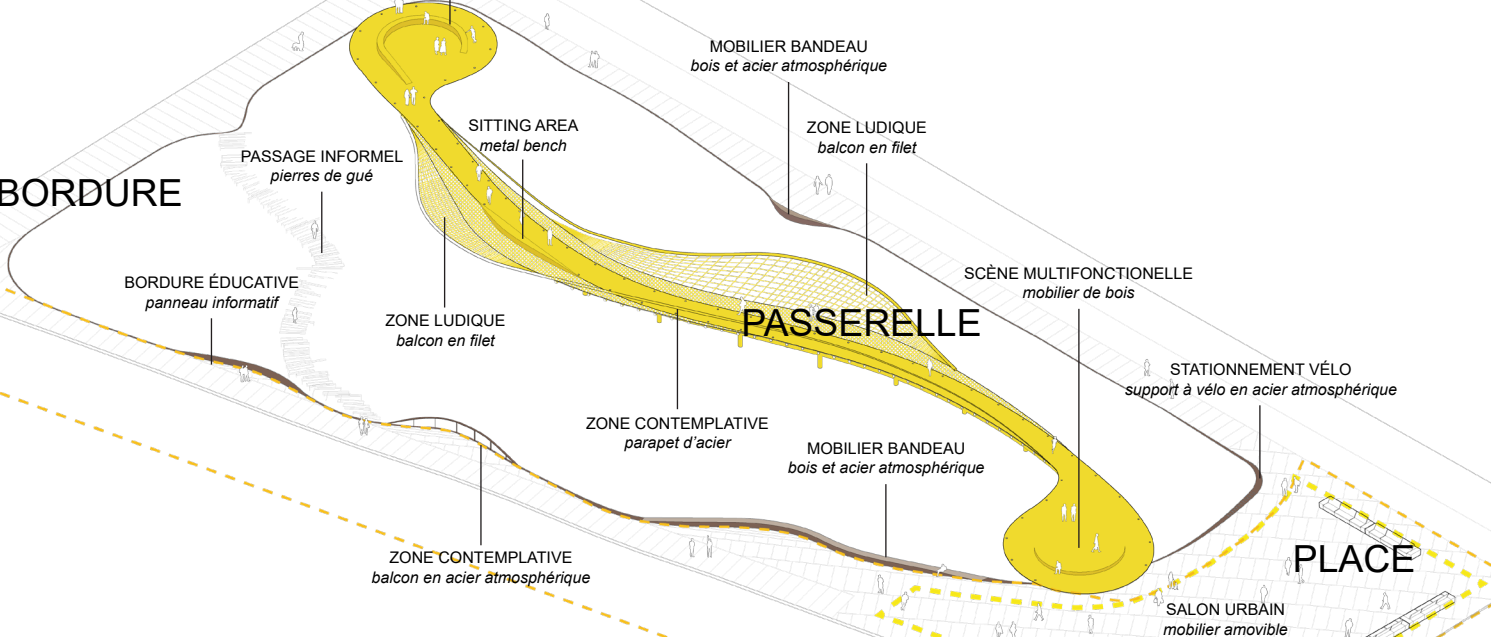 MOBILIER BANDEAU
bois et acier atmosphérique
SITTING AREA
metal bench
ZONE LUDIQUE
balcon en filet
PASSAGE INFORMEL
pierres de gué
BORDURE
BORDURE ÉDUCATIVE
panneau informatif
ZONE LUDIQUE
balcon en filet
SCÈNE MULTIFONCTIONELLE
mobilier de bois
PASSERELLE
STATIONNEMENT VÉLO
support à vélo en acier atmosphérique
ZONE CONTEMPLATIVE
parapet d'acier
MOBILIER BANDEAU
bois et acier atmosphérique
ZONE CONTEMPLATIVE
balcon en acier atmosphérique
PLACE
SALON URBAIN
mobilier amovible